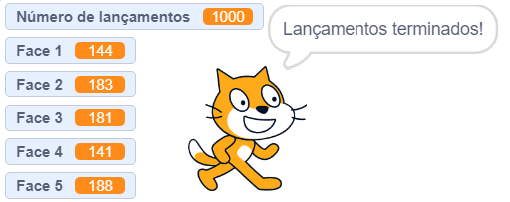 Número de lançamentos 1000
Lançamentos terminados!
Face 1 144
Face 2 183
Face 3 181
Face 4 141
Face 5 188